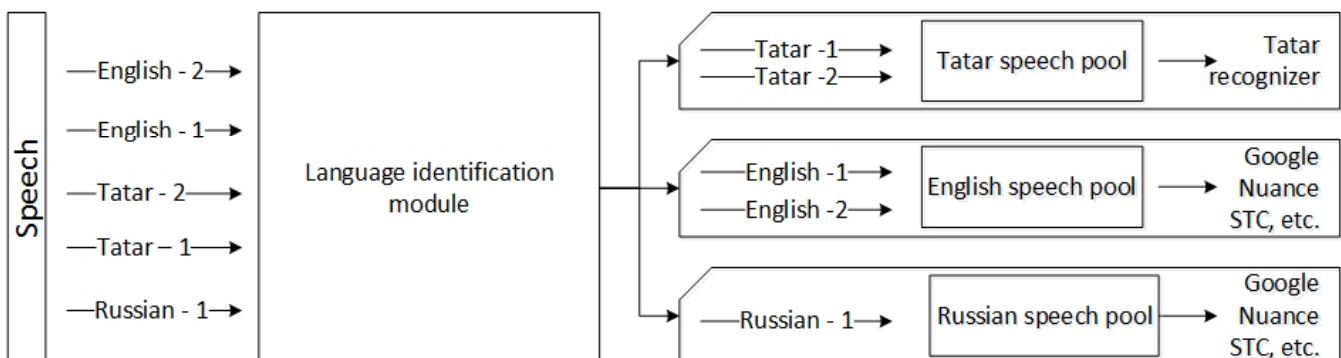 Speech
English - 2
English - 1
Tatar - 2
Tatar – 1
Russian - 1
Language identification
module
Tatar -1
Tatar -2
Tatar speech pool
Tatar
recognizer
English -1
English -2
English speech pool
Google
Nuance
STC, etc.
Russian - 1
Russian speech pool
Google
Nuance
STC, etc.